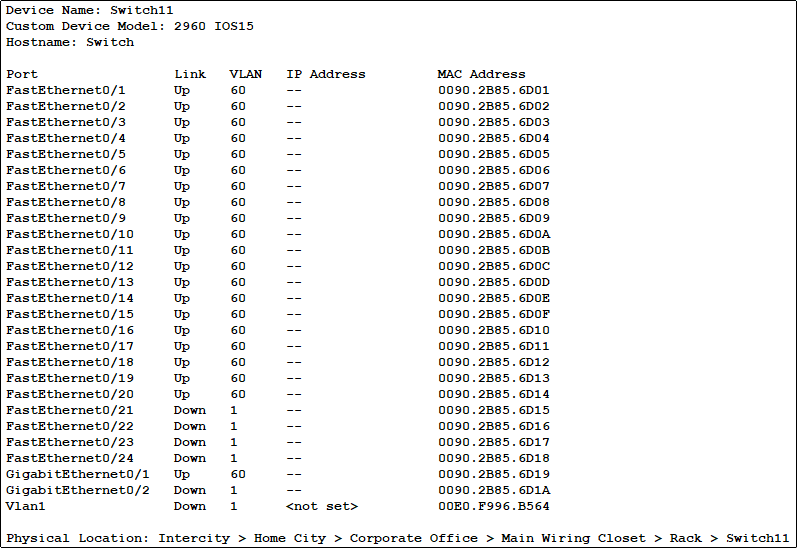 Device Name: Switch11
Custom Device Model: 2960 IOS15
Hostname: Switch

Port Link VLAN IP Address MAC Address
FastEthernet0/1 Up 60 -- 0090.2B85.6D01
FastEthernet0/2 Up 60 -- 0090.2B85.6D02
FastEthernet0/3 Up 60 -- 0090.2B85.6D03
FastEthernet0/4 Up 60 -- 0090.2B85.6D04
FastEthernet0/5 Up 60 -- 0090.2B85.6D05
FastEthernet0/6 Up 60 -- 0090.2B85.6D06
FastEthernet0/7 Up 60 -- 0090.2B85.6D07
FastEthernet0/8 Up 60 -- 0090.2B85.6D08
FastEthernet0/9 Up 60 -- 0090.2B85.6D09
FastEthernet0/10 Up 60 -- 0090.2B85.6D0A
FastEthernet0/11 Up 60 -- 0090.2B85.6D0B
FastEthernet0/12 Up 60 -- 0090.2B85.6D0C
FastEthernet0/13 Up 60 -- 0090.2B85.6D0D
FastEthernet0/14 Up 60 -- 0090.2B85.6D0E
FastEthernet0/15 Up 60 -- 0090.2B85.6D0F
FastEthernet0/16 Up 60 -- 0090.2B85.6D10
FastEthernet0/17 Up 60 -- 0090.2B85.6D11
FastEthernet0/18 Up 60 -- 0090.2B85.6D12
FastEthernet0/19 Up 60 -- 0090.2B85.6D13
FastEthernet0/20 Up 60 -- 0090.2B85.6D14
FastEthernet0/21 Down 1 -- 0090.2B85.6D15
FastEthernet0/22 Down 1 -- 0090.2B85.6D16
FastEthernet0/23 Down 1 -- 0090.2B85.6D17
FastEthernet0/24 Down 1 -- 0090.2B85.6D18
GigabitEthernet0/1 Up 60 -- 0090.2B85.6D19
GigabitEthernet0/2 Down 1 -- 0090.2B85.6D1A
Vlan1 Down 1 <not set> 00E0.F996.B564

Physical Location: Intercity > Home City > Corporate Office > Main Wiring Closet > Rack > Switch11